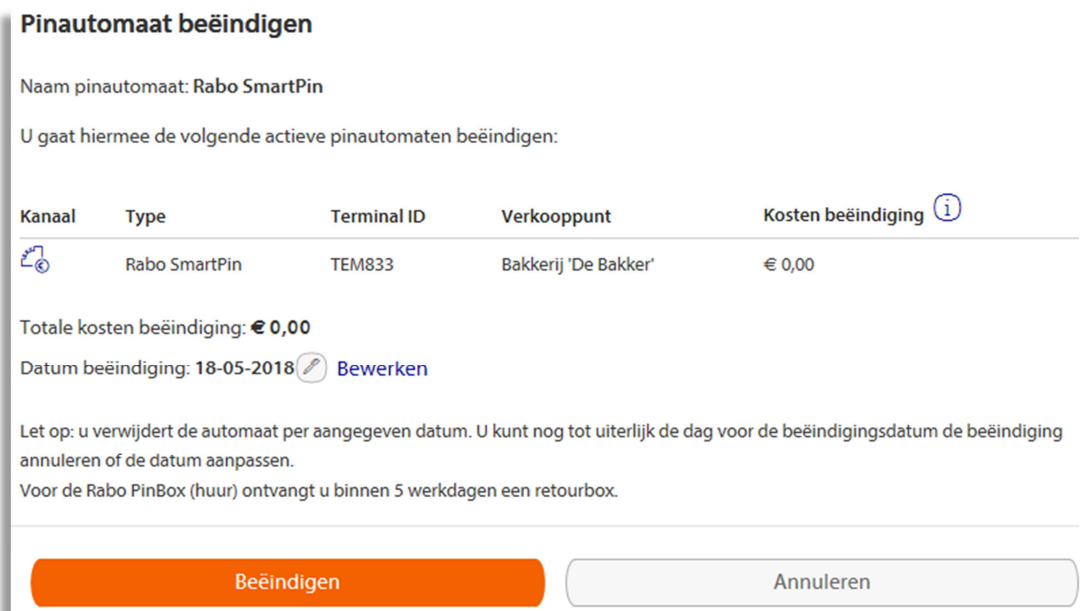 Pinautomaat beëindigen
Naam pinautomaat: Rabo SmartPin
U gaat hiermee de volgende actieve pinautomaten beëindigen:
Kanaal Type Terminal ID Verkooppunt Kosten beëindiging i
Rabo SmartPin TEM833 Bakkerij 'De Bakker' € 0,00
Totale kosten beëindiging: € 0,00
Datum beëindiging: 18-05-2018 Bewerken
Let op: u verwijdert de automaat per aangegeven datum. U kunt nog tot uiterlijk de dag voor de beëindigingsdatum de beëindiging
annuleren of de datum aanpassen.
Voor de Rabo PinBox (huur) ontvangt u binnen 5 werkdagen een retourbox.
Beëindigen Annuleren